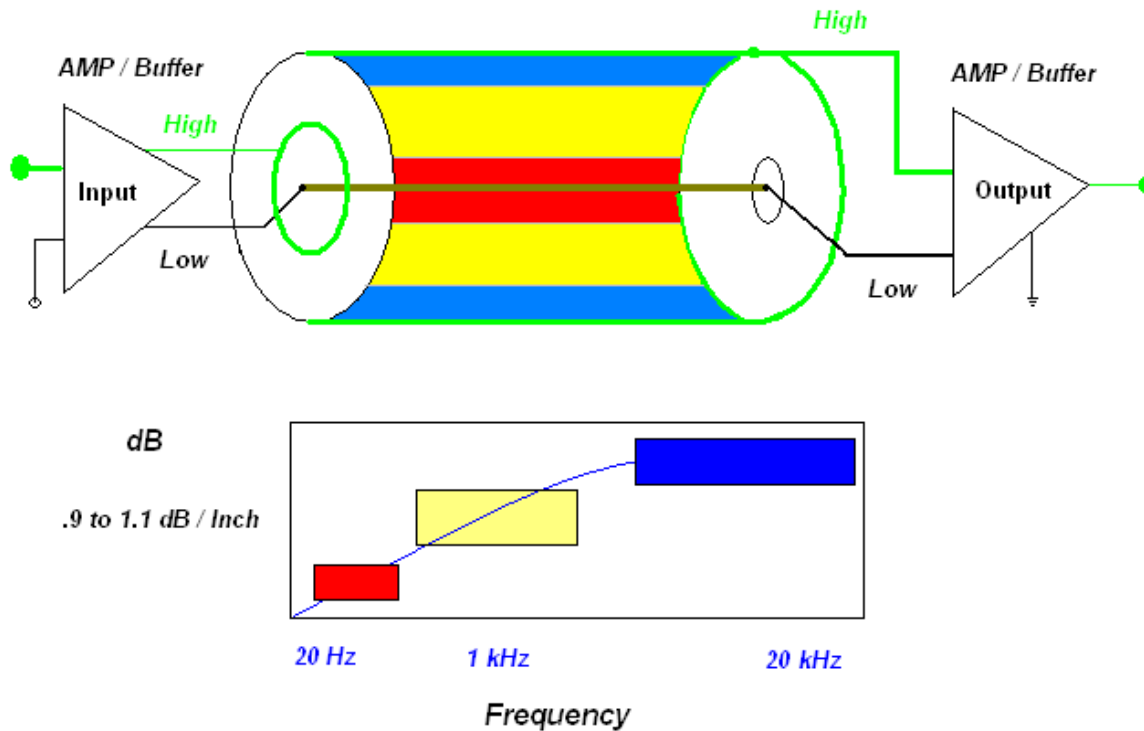 High
AMP / Buffer
AMP / Buffer
High
Input
Output
Low
Low
dB
.9 to 1.1 dB / Inch
20 Hz
1 kHz
20 kHz
Frequency